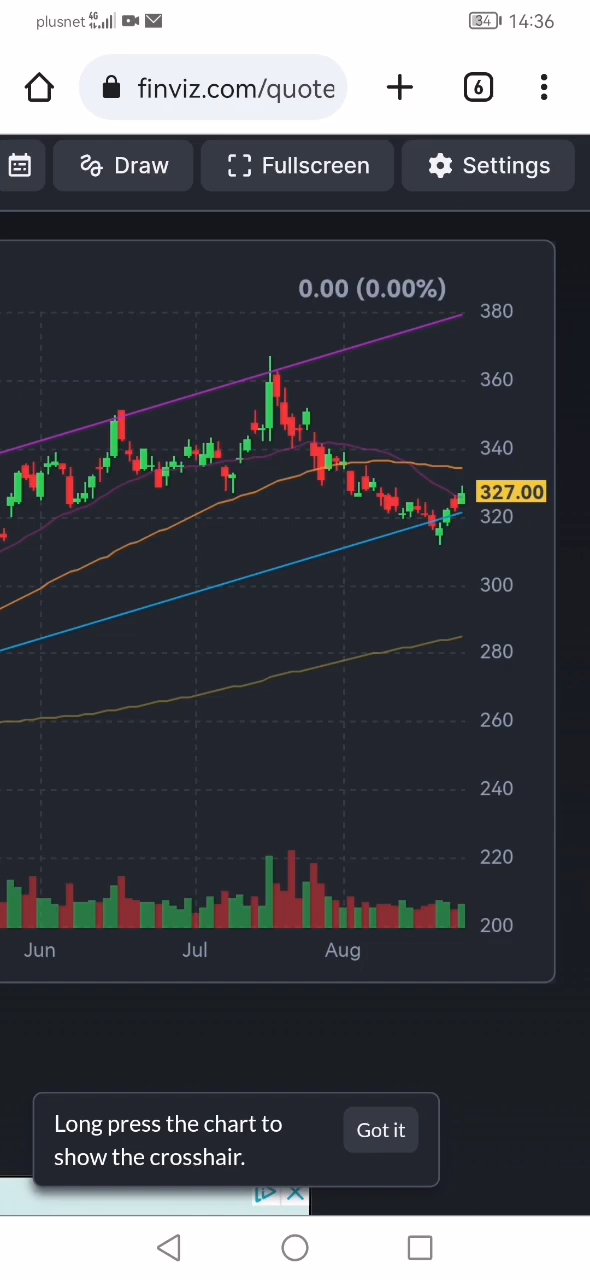 plusnet 4G 34 14:36
finviz.com/quote 6
Draw Fullscreen Settings
0.00 (0.00%)
380
360
340
327.00
320
300
280
260
240
220
200
Jun Jul Aug
Long press the chart to
show the crosshair.
Got it